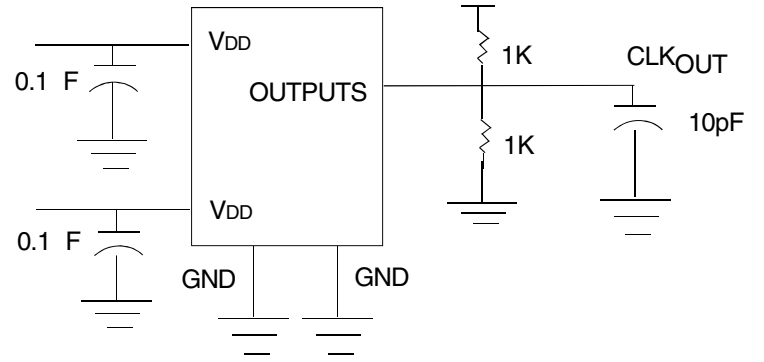 VDD
1K
CLKOUT
0.1 F
OUTPUTS
10pF
1K
VDD
0.1 F
GND
GND